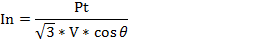 In = Pt / √3 * V * cos θ